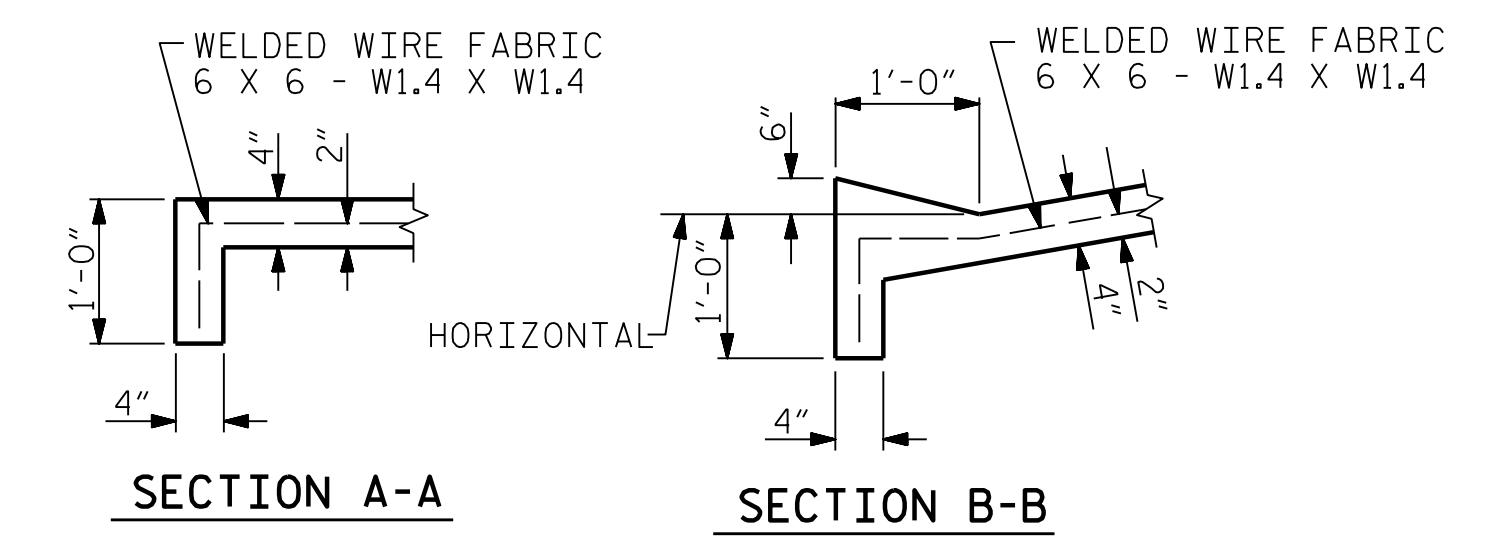 WELDED WIRE FABRIC
6 X 6 - W1.4 X W1.4
4"
2"
1'-0"
4"
SECTION A-A
WELDED WIRE FABRIC
6 X 6 - W1.4 X W1.4
1'-0"
6"
HORIZONTAL
1'-0"
4"
2"
4"
SECTION B-B